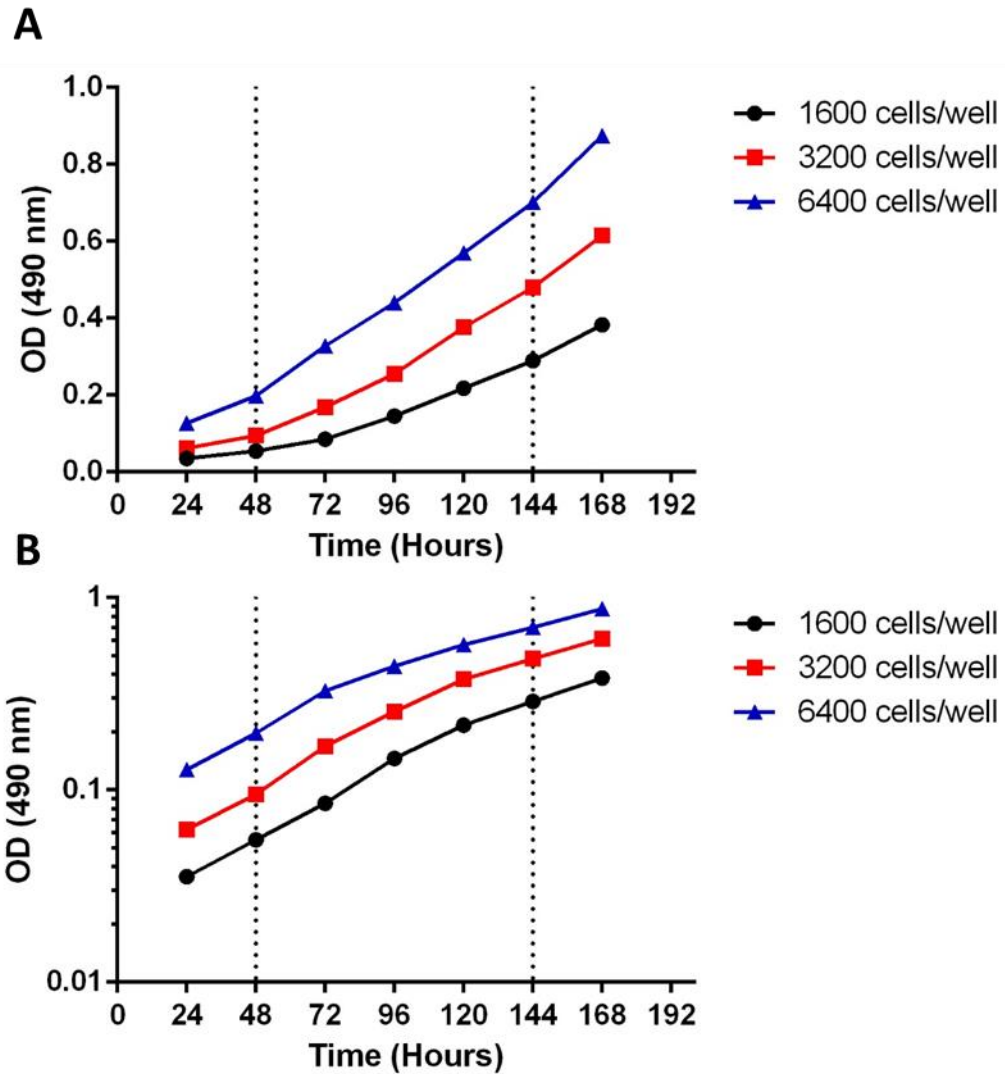 A
1.0
0.8
0.6
0.4
0.2
0.0
OD (490 nm)
0 24 48 72 96 120 144 168 192
Time (Hours)
1600 cells/well
3200 cells/well
6400 cells/well
B
1
0.1
0.01
OD (490 nm)
0 24 48 72 96 120 144 168 192
Time (Hours)
1600 cells/well
3200 cells/well
6400 cells/well